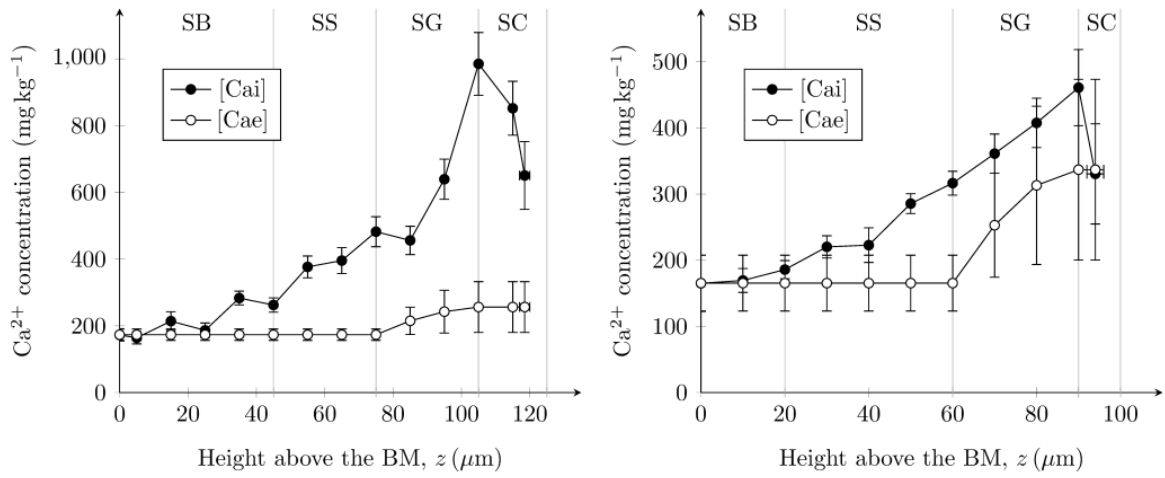 SB SS SG SC
1,000
800
600
400
200
0
[Cai]
[Cae]
Ca²⁺ concentration (mg kg⁻¹)
0 20 40 60 80 100 120
Height above the BM, z (μm)
SB SS SG SC
500
400
300
200
100
0
[Cai]
[Cae]
Ca²⁺ concentration (mg kg⁻¹)
0 20 40 60 80 100
Height above the BM, z (μm)